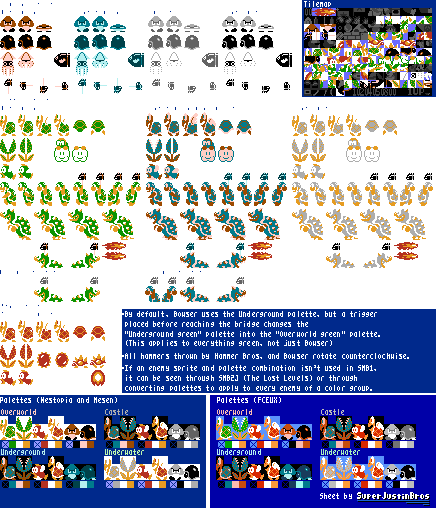 Tilemap
•By default, Bowser uses the Underground palette, but a trigger
placed before reaching the bridge changes the
"Underground green" palette into the "Overworld green" palette.
(This applies to everything green, not just Bowser)
•All hammers thrown by Hammer Bros. and Bowser rotate counterclockwise.
•If an enemy sprite and palette combination isn't used in SMB1,
it can be seen through SMB2J (The Lost Levels) or through
converting palettes to apply to every enemy of a color group.
Palettes (Nestopia and Mesen)
Overworld
Castle
Underground
Underwater
Palettes (FCEUX)
Overworld
Castle
Underground
Underwater
Sheet by SuperJustinBros